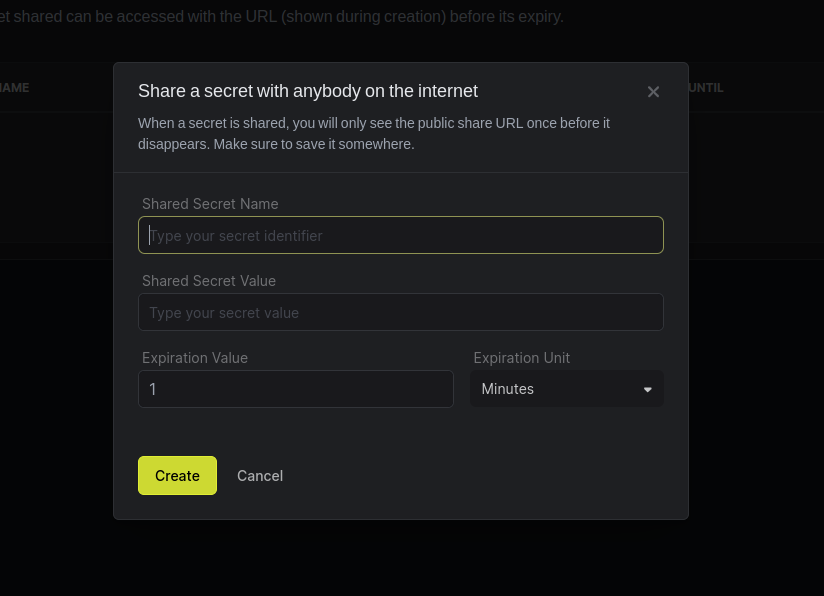 shared can be accessed with the URL (shown during creation) before its expiry.
UNTIL
Share a secret with anybody on the internet
When a secret is shared, you will only see the public share URL once before it
disappears. Make sure to save it somewhere.
Shared Secret Name
Type your secret identifier
Shared Secret Value
Type your secret value
Expiration Value
Expiration Unit
1
Minutes
Create
Cancel